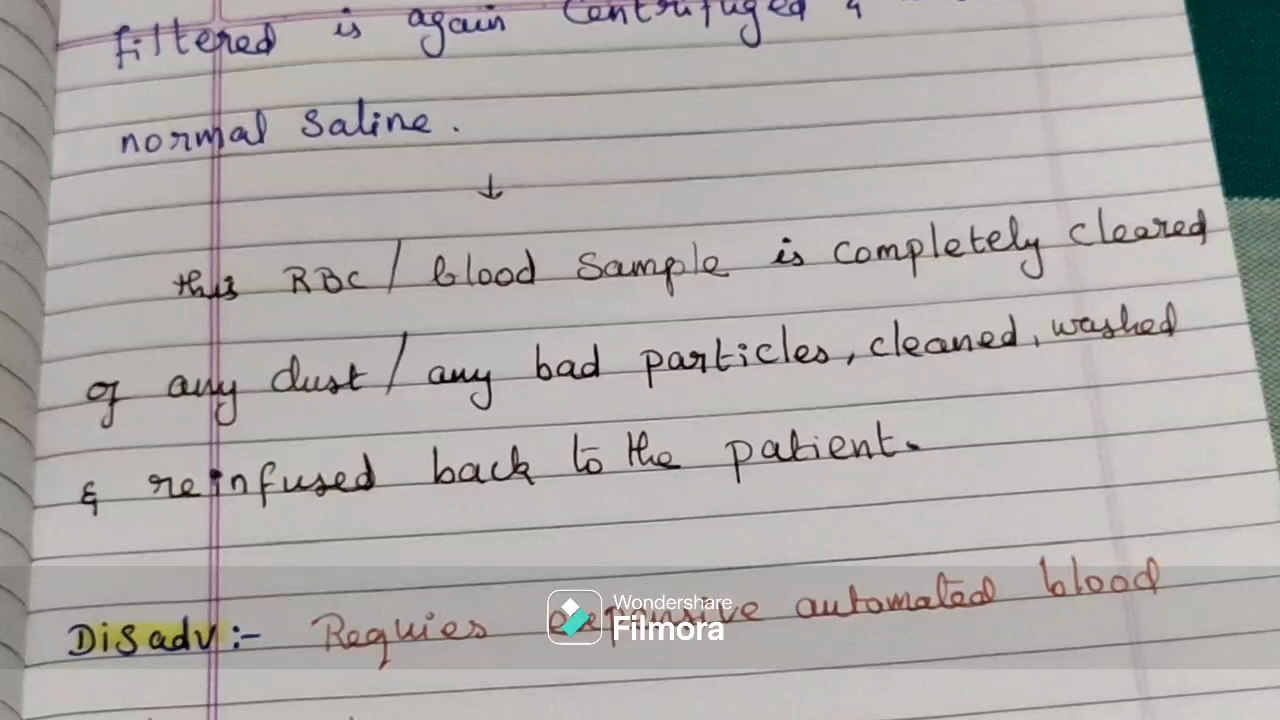 filtered is again centrifuged &
normal saline.
↓
this RBC / blood sample is completely cleared
of any dust / any bad particles, cleaned, washed
& reinfused back to the patient.
Disadv :- Requies expensive automated blood
Wondershare
Filmora